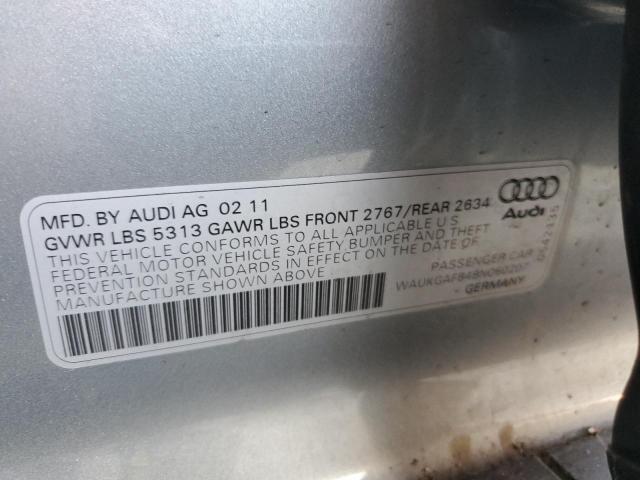 MFD. BY AUDI AG 02 11
GVWR LBS 5313 GAWR LBS FRONT 2767/REAR 2634
THIS VEHICLE CONFORMS TO ALL APPLICABLE U S
FEDERAL MOTOR VEHICLE SAFETY, BUMPER AND THEFT
PREVENTION STANDARDS IN EFFECT ON THE DATE OF
MANUFACTURE SHOWN ABOVE
Audi
PASSENGER CAR
GERMANY